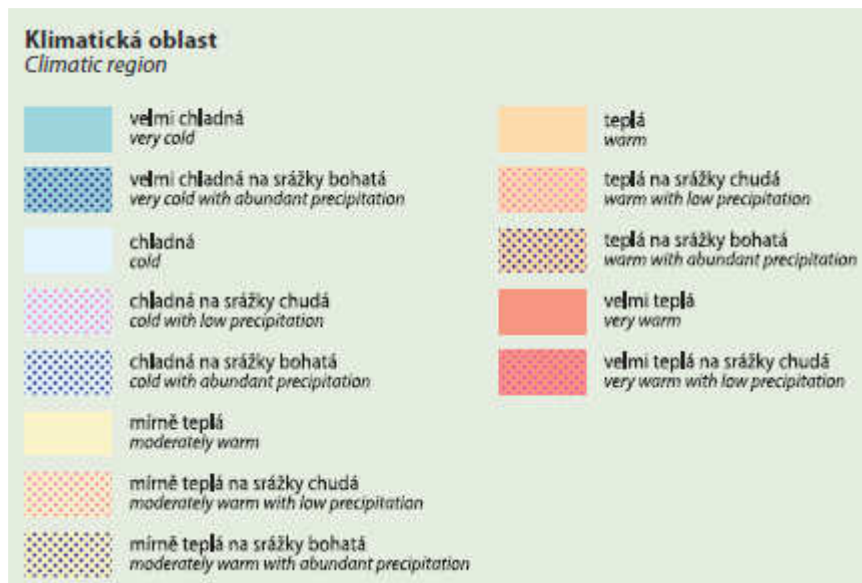 Klimatická oblast
Climatic region
velmi chladná
very cold
velmi chladná na srážky bohatá
very cold with abundant precipitation
chladná
cold
chladná na srážky chudá
cold with low precipitation
chladná na srážky bohatá
cold with abundant precipitation
mírně teplá
moderately warm
mírně teplá na srážky chudá
moderately warm with low precipitation
mírně teplá na srážky bohatá
moderately warm with abundant precipitation
teplá
warm
teplá na srážky chudá
warm with low precipitation
teplá na srážky bohatá
warm with abundant precipitation
velmi teplá
very warm
velmi teplá na srážky chudá
very warm with low precipitation